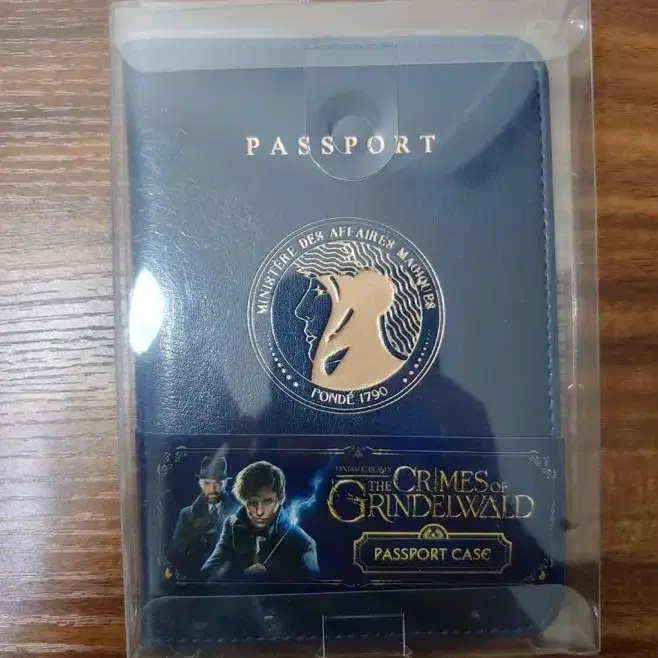 PASSPORT
MINISTÈRE DES AFFAIRES MAGIQUES
FONDÉ 1790
FANTASTIC BEASTS
THE CRIMES OF
GRINDELWALD
PASSPORT CASE